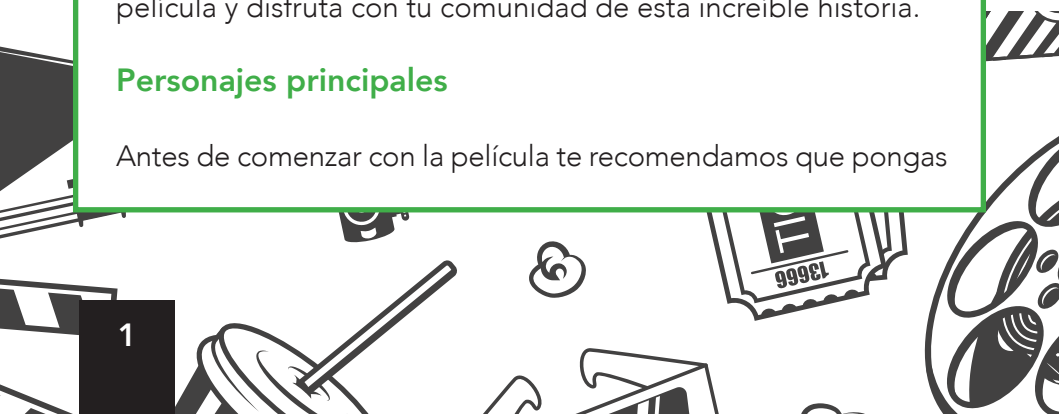 película y disfruta con tu comunidad de esta increíble historia.
Personajes principales
Antes de comenzar con la película te recomendamos que pongas
13666
1